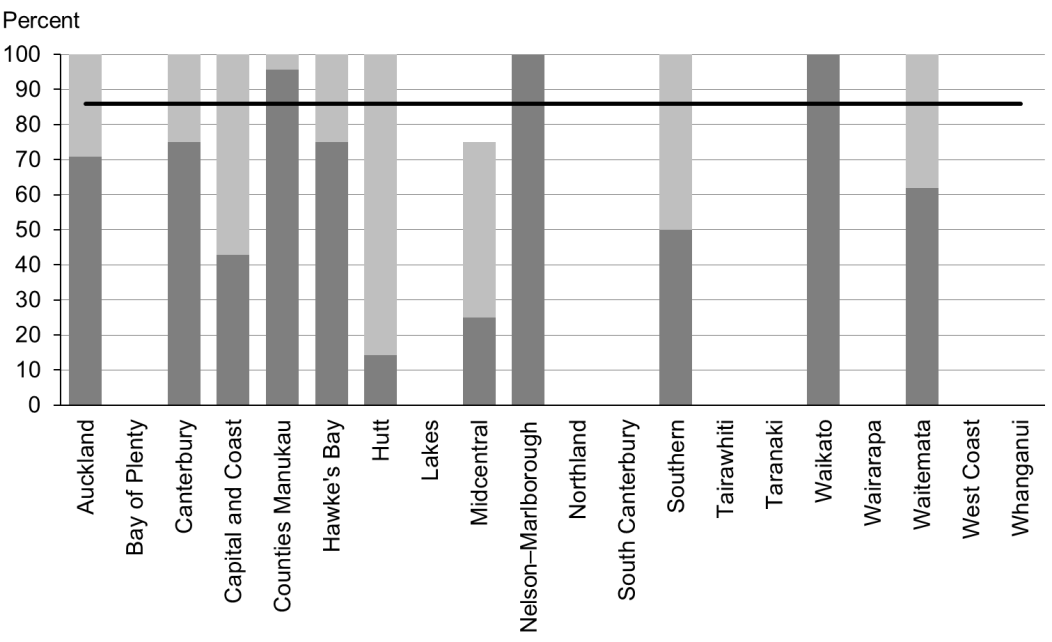 Percent
100
90
80
70
60
50
40
30
20
10
0
Auckland
Bay of Plenty
Canterbury
Capital and Coast
Counties Manukau
Hawke's Bay
Hutt
Lakes
Midcentral
Nelson–Marlborough
Northland
South Canterbury
Southern
Tairawhiti
Taranaki
Waikato
Wairarapa
Waitemata
West Coast
Whanganui